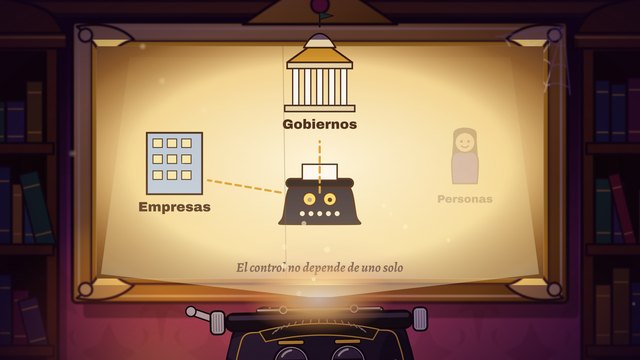 Gobiernos
Empresas
Personas
El control no depende de uno solo